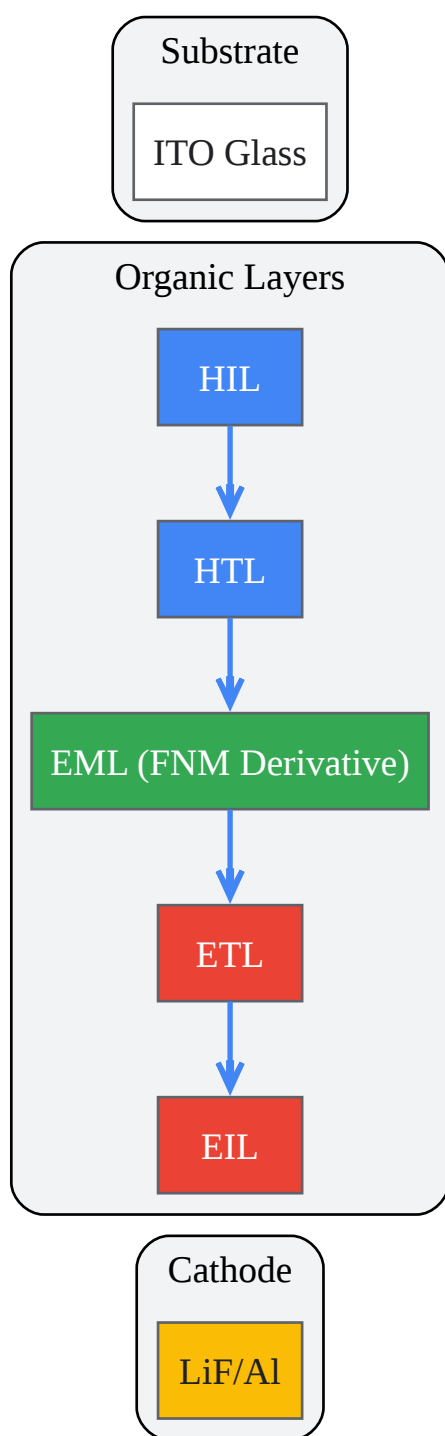 Substrate
ITO Glass
Organic Layers
HIL
HTL
EML (FNM Derivative)
ETL
EIL
Cathode
LiF/Al